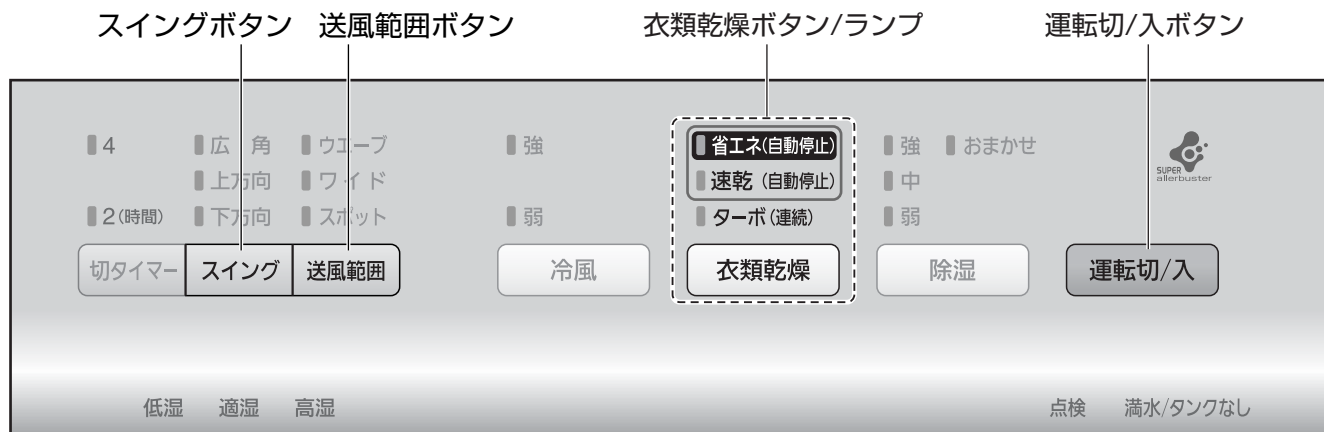 スイングボタン 送風範囲ボタン 衣類乾燥ボタン/ランプ 運転切/入ボタン
4 広 角 ウエーブ 強 省エネ(自動停止) 強 おまかせ
上方向 ワイド 速乾(自動停止) 中
2(時間) 下方向 スポット 弱 ターボ(連続) 弱
SUPER
allerbuster
切タイマー スイング 送風範囲 冷風 衣類乾燥 除湿 運転切/入
低湿 適湿 高湿 点検 満水/タンクなし